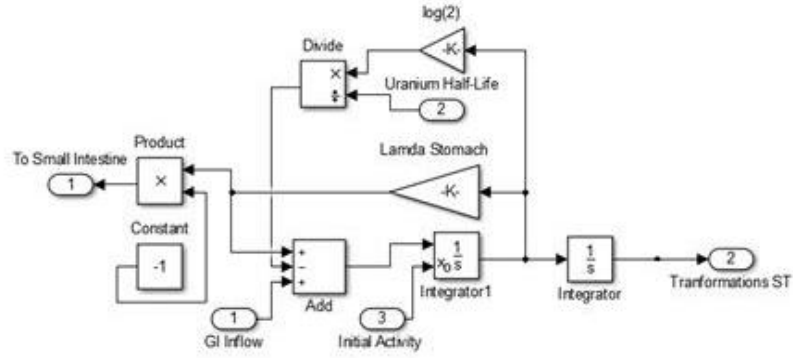 log(2)
Divide
-K-
×
÷
Uranium Half-Life
2
Product
Lamda Stomach
To Small Intestine
1
×
-K-
Constant
-1
+
−
+
Add
x₀ 1/s
Integrator1
1/s
Integrator
2
Tranformations ST
1
GI Inflow
3
Initial Activity